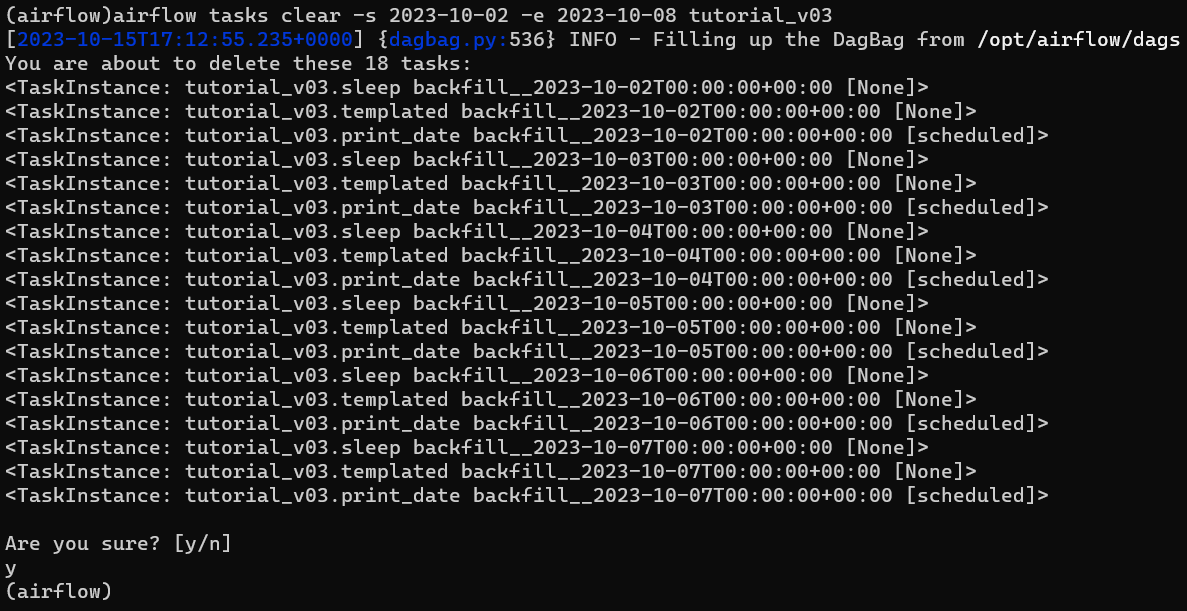 (airflow)airflow tasks clear -s 2023-10-02 -e 2023-10-08 tutorial_v03
[2023-10-15T17:12:55.235+0000] {dagbag.py:536} INFO - Filling up the DagBag from /opt/airflow/dags
You are about to delete these 18 tasks:
<TaskInstance: tutorial_v03.sleep backfill__2023-10-02T00:00:00+00:00 [None]>
<TaskInstance: tutorial_v03.templated backfill__2023-10-02T00:00:00+00:00 [None]>
<TaskInstance: tutorial_v03.print_date backfill__2023-10-02T00:00:00+00:00 [scheduled]>
<TaskInstance: tutorial_v03.sleep backfill__2023-10-03T00:00:00+00:00 [None]>
<TaskInstance: tutorial_v03.templated backfill__2023-10-03T00:00:00+00:00 [None]>
<TaskInstance: tutorial_v03.print_date backfill__2023-10-03T00:00:00+00:00 [scheduled]>
<TaskInstance: tutorial_v03.sleep backfill__2023-10-04T00:00:00+00:00 [None]>
<TaskInstance: tutorial_v03.templated backfill__2023-10-04T00:00:00+00:00 [None]>
<TaskInstance: tutorial_v03.print_date backfill__2023-10-04T00:00:00+00:00 [scheduled]>
<TaskInstance: tutorial_v03.sleep backfill__2023-10-05T00:00:00+00:00 [None]>
<TaskInstance: tutorial_v03.templated backfill__2023-10-05T00:00:00+00:00 [None]>
<TaskInstance: tutorial_v03.print_date backfill__2023-10-05T00:00:00+00:00 [scheduled]>
<TaskInstance: tutorial_v03.sleep backfill__2023-10-06T00:00:00+00:00 [None]>
<TaskInstance: tutorial_v03.templated backfill__2023-10-06T00:00:00+00:00 [None]>
<TaskInstance: tutorial_v03.print_date backfill__2023-10-06T00:00:00+00:00 [scheduled]>
<TaskInstance: tutorial_v03.sleep backfill__2023-10-07T00:00:00+00:00 [None]>
<TaskInstance: tutorial_v03.templated backfill__2023-10-07T00:00:00+00:00 [None]>
<TaskInstance: tutorial_v03.print_date backfill__2023-10-07T00:00:00+00:00 [scheduled]>
Are you sure? [y/n]
y
(airflow)